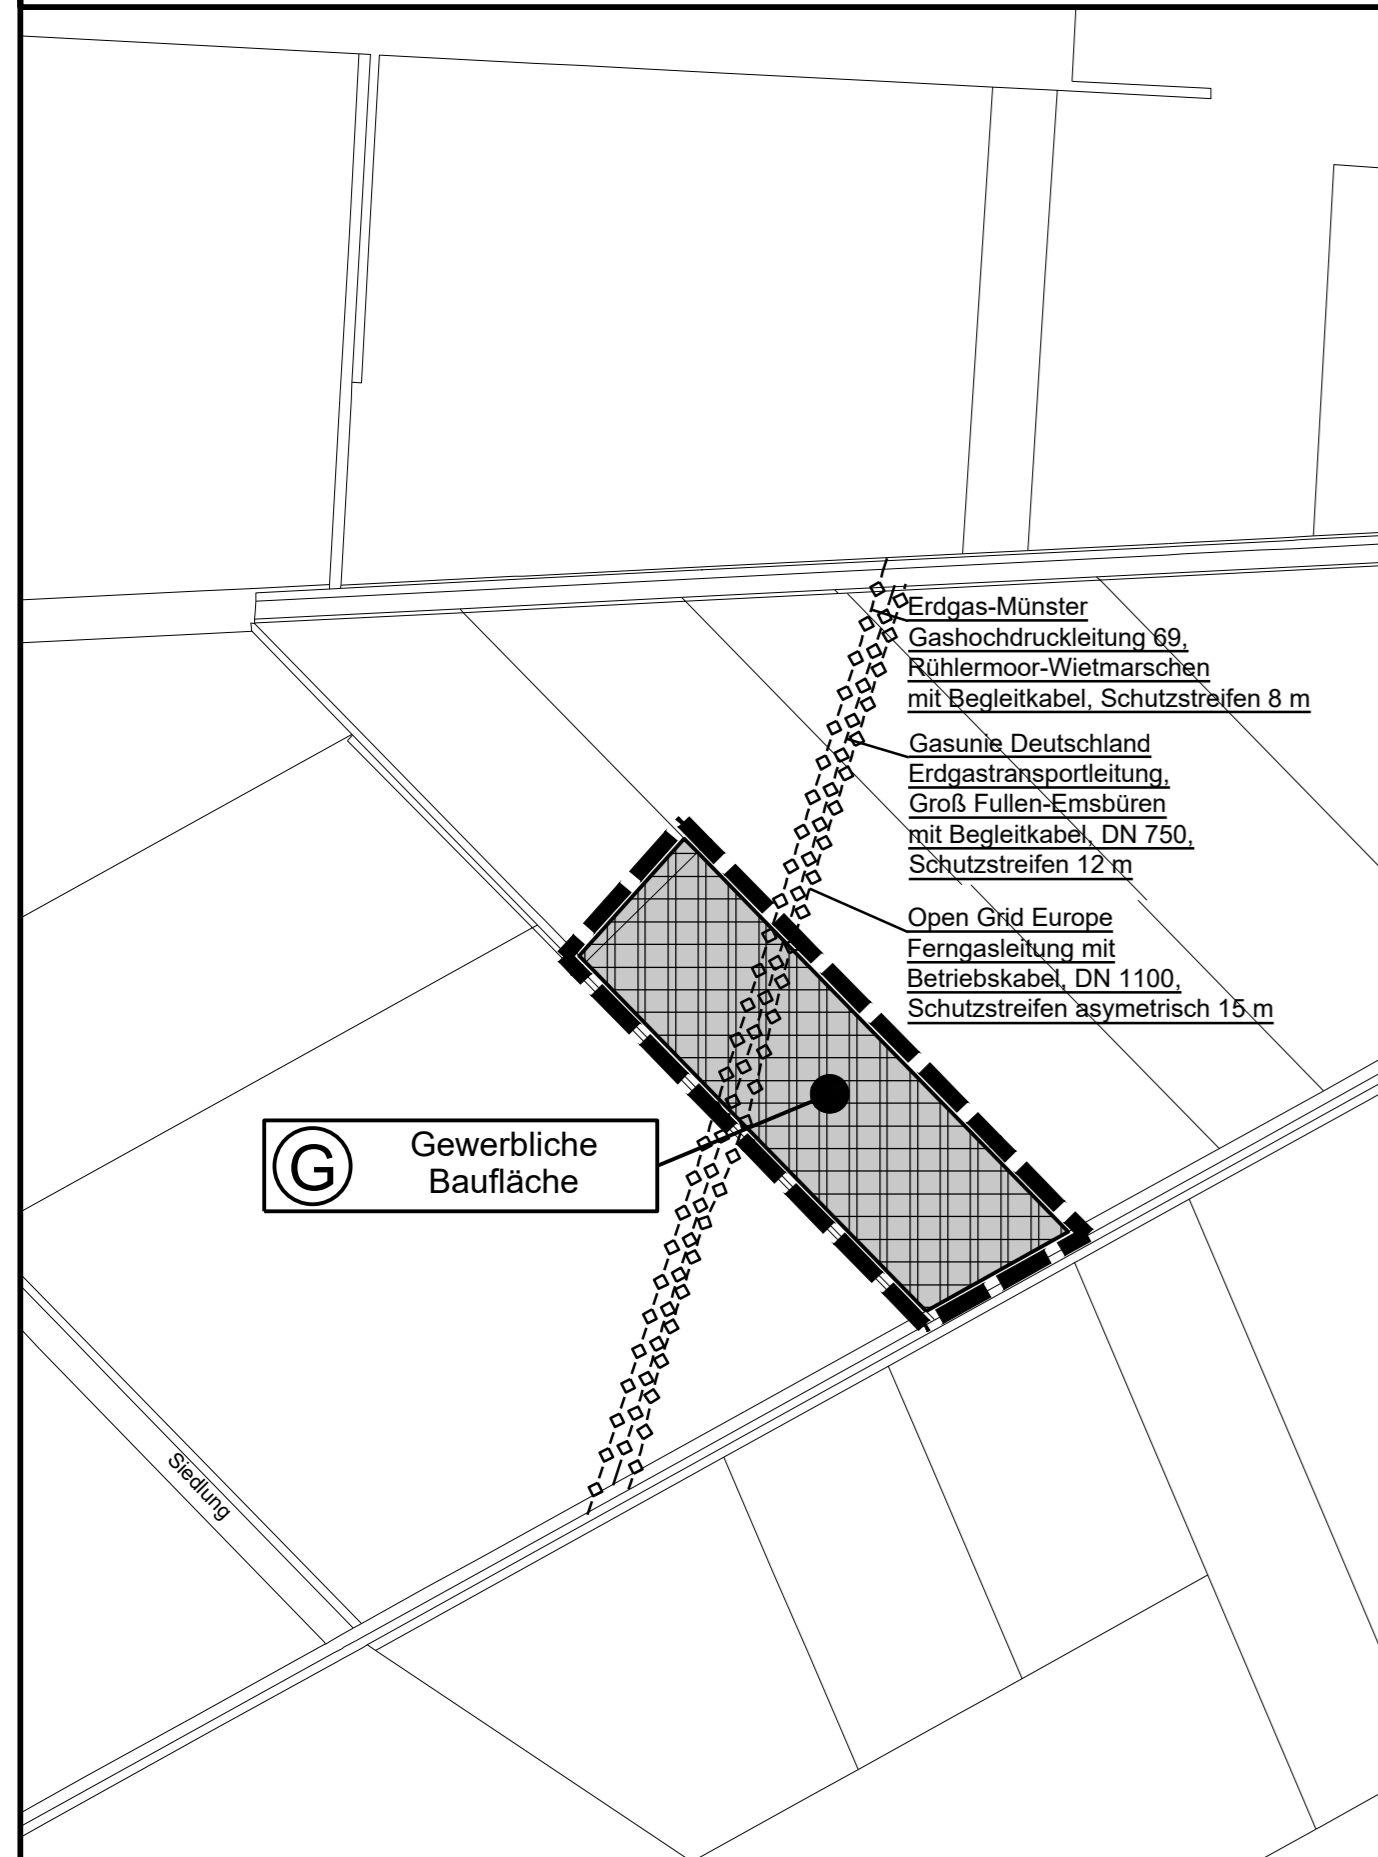 Erdgas-Münster
Gashochdruckleitung 69,
Rühlermoor-Wietmarschen
mit Begleitkabel, Schutzstreifen 8 m
Gasunie Deutschland
Erdgastransportleitung,
Groß Fullen-Emsbüren
mit Begleitkabel, DN 750,
Schutzstreifen 12 m
Open Grid Europe
Ferngasleitung mit
Betriebskabel, DN 1100,
Schutzstreifen asymetrisch 15 m
G
Gewerbliche
Baufläche
Siedlung